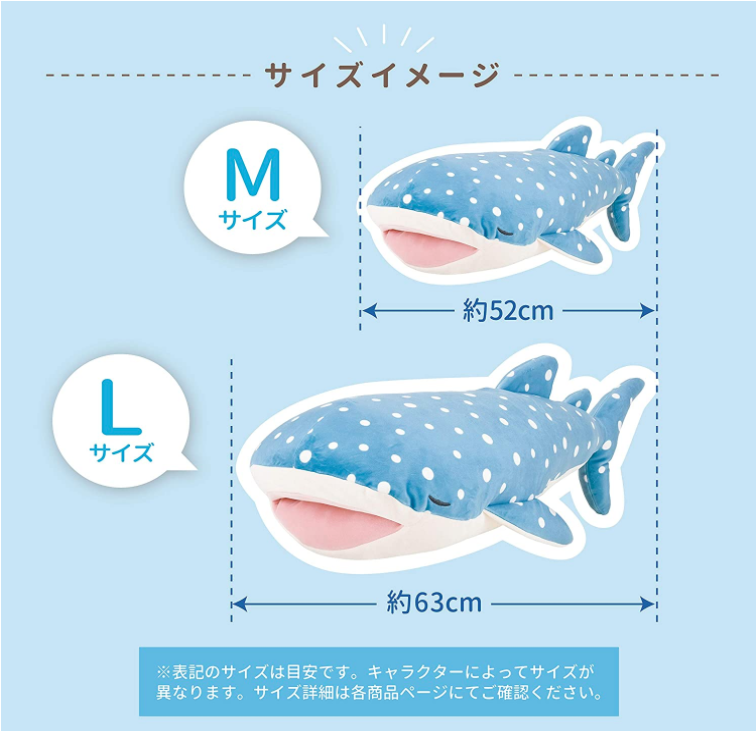 サイズイメージ
M
サイズ
約52cm
L
サイズ
約63cm
※表記のサイズは目安です。キャラクターによってサイズが
異なります。サイズ詳細は各商品ページにてご確認ください。